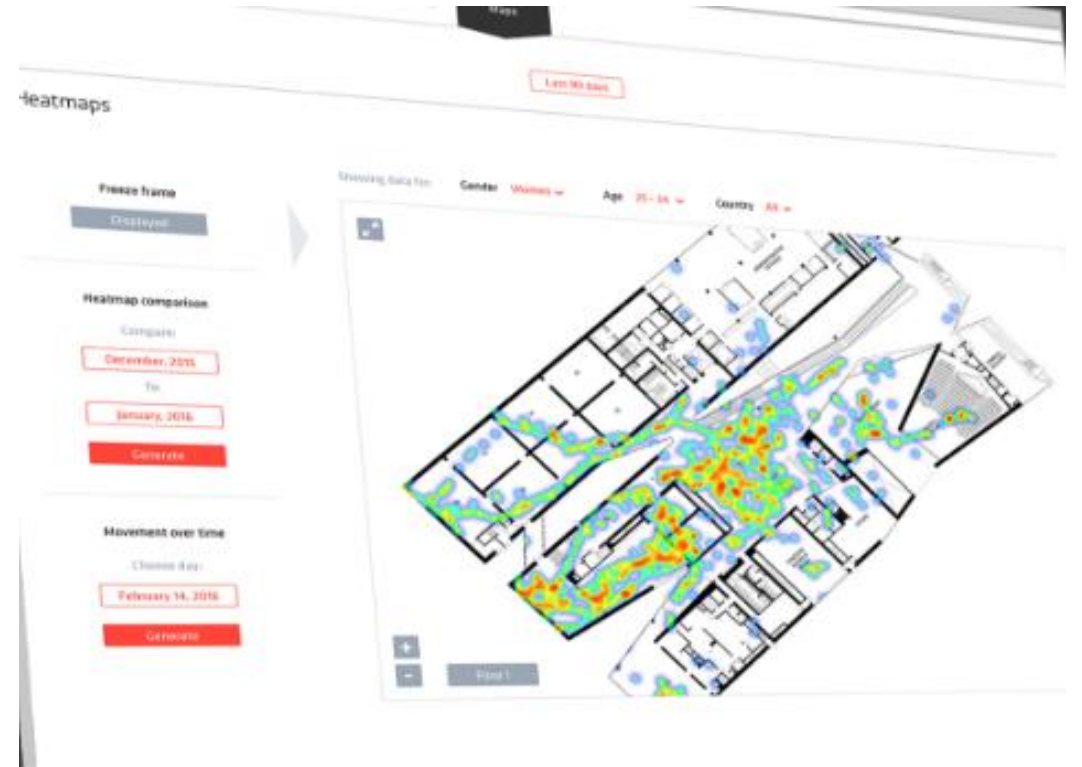 Maps
Last 90 days
Heatmaps
Showing data for: Gender Women Age 25 - 34 Country All
Freeze frame
Displayed
Heatmap comparison
Compare:
December, 2015
To:
January, 2016
Generate
Movement over time
Choose day:
February 14, 2016
Generate
+
-
Floor 1